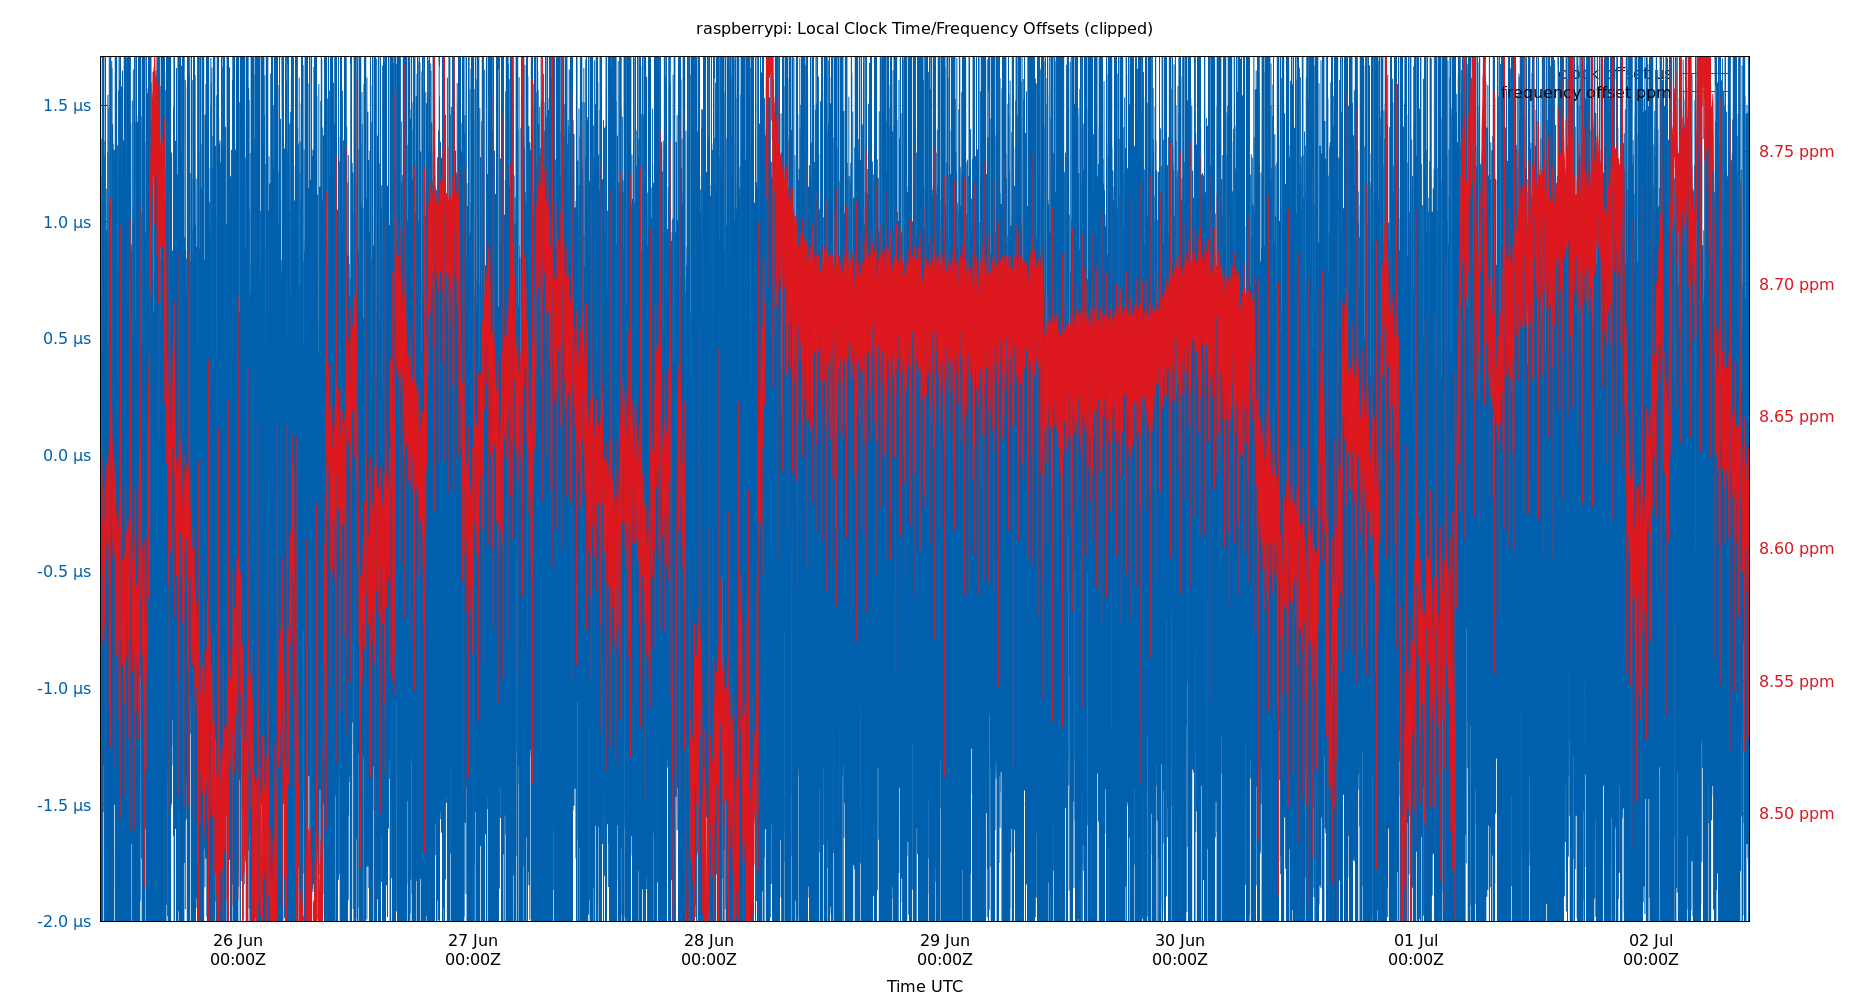 raspberrypi: Local Clock Time/Frequency Offsets (clipped)
clock offset µs
frequency offset ppm
1.5 µs
1.0 µs
0.5 µs
0.0 µs
-0.5 µs
-1.0 µs
-1.5 µs
-2.0 µs
8.75 ppm
8.70 ppm
8.65 ppm
8.60 ppm
8.55 ppm
8.50 ppm
26 Jun
00:00Z
27 Jun
00:00Z
28 Jun
00:00Z
29 Jun
00:00Z
30 Jun
00:00Z
01 Jul
00:00Z
02 Jul
00:00Z
Time UTC